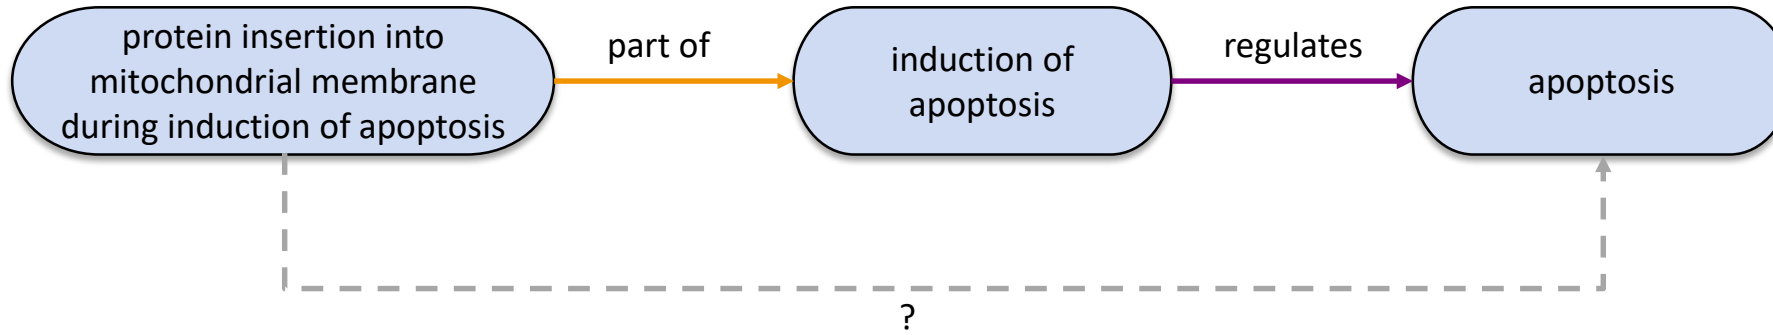 protein insertion into
mitochondrial membrane
during induction of apoptosis
part of
induction of
apoptosis
regulates
apoptosis
?